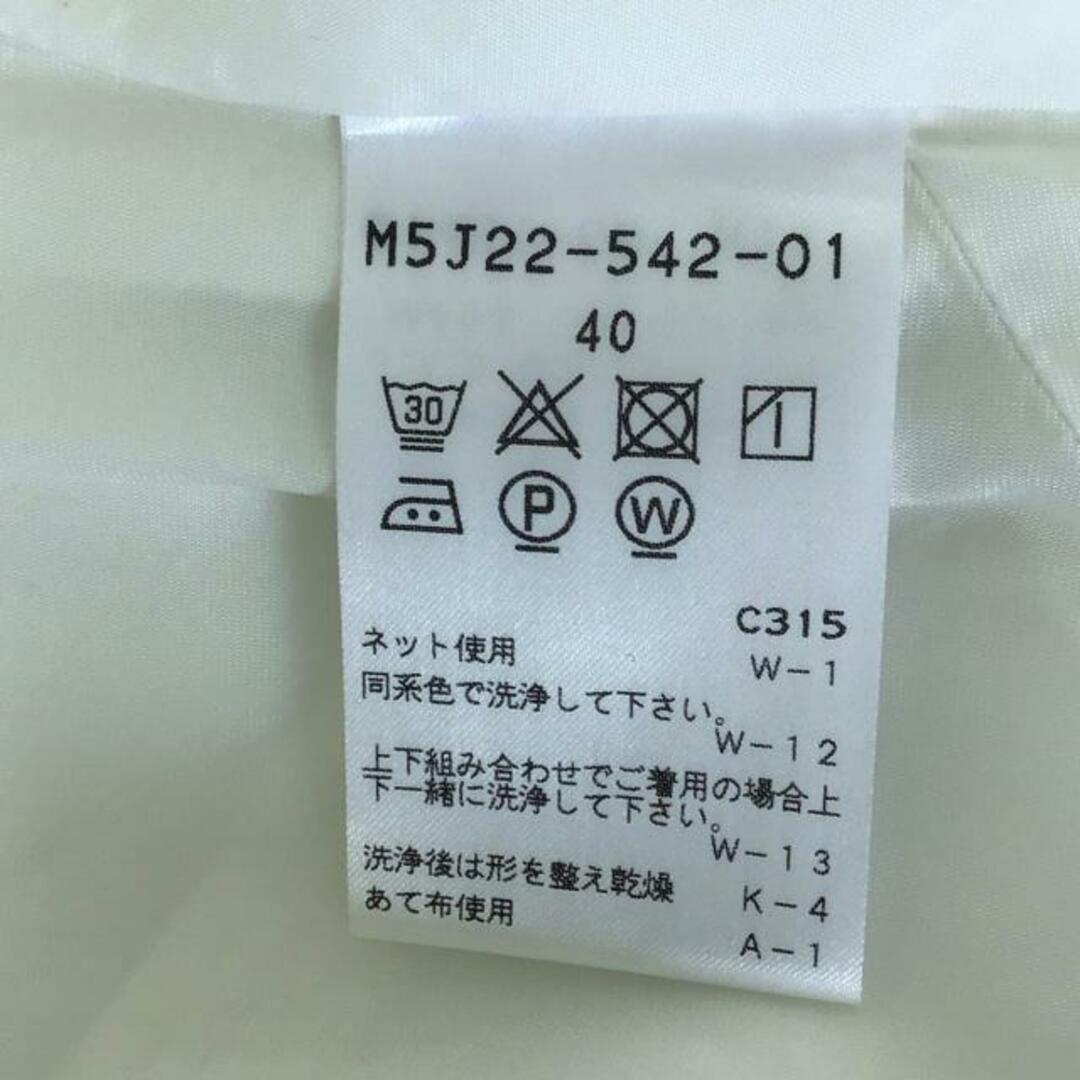 M5J22-542-01
40
30
P W
C315
ネット使用 W-1
同系色で洗浄して下さい。
W-12
上下組み合わせでご着用の場合上
下一緒に洗浄して下さい。
W-13
洗浄後は形を整え乾燥 K-4
あて布使用 A-1